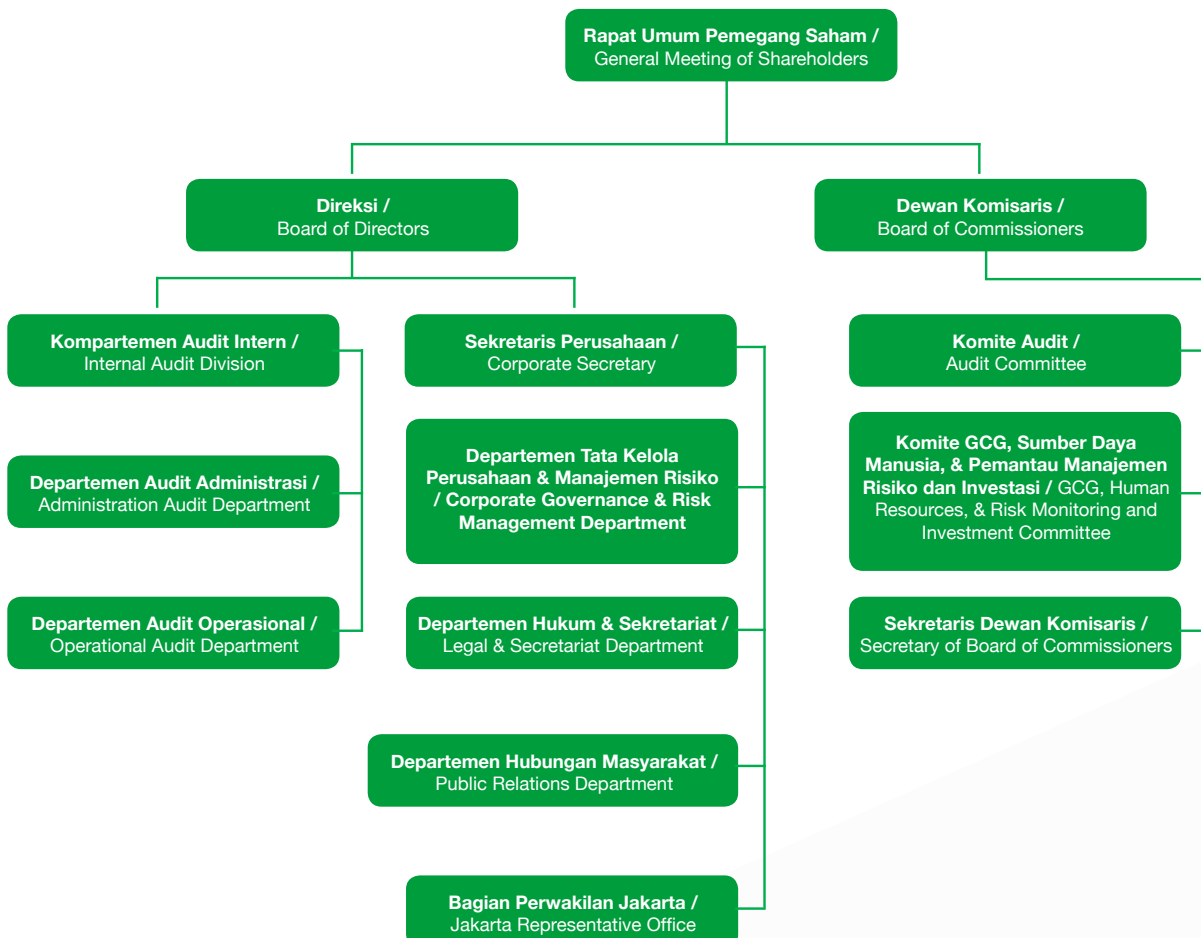 Rapat Umum Pemegang Saham /
General Meeting of Shareholders
Direksi /
Board of Directors
Dewan Komisaris /
Board of Commissioners
Kompartemen Audit Intern /
Internal Audit Division
Sekretaris Perusahaan /
Corporate Secretary
Komite Audit /
Audit Committee
Departemen Audit Administrasi /
Administration Audit Department
Departemen Tata Kelola
Perusahaan & Manajemen Risiko
/ Corporate Governance & Risk
Management Department
Komite GCG, Sumber Daya
Manusia, & Pemantau Manajemen
Risiko dan Investasi / GCG, Human
Resources, & Risk Monitoring and
Investment Committee
Departemen Audit Operasional /
Operational Audit Department
Departemen Hukum & Sekretariat /
Legal & Secretariat Department
Sekretaris Dewan Komisaris /
Secretary of Board of Commissioners
Departemen Hubungan Masyarakat /
Public Relations Department
Bagian Perwakilan Jakarta /
Jakarta Representative Office